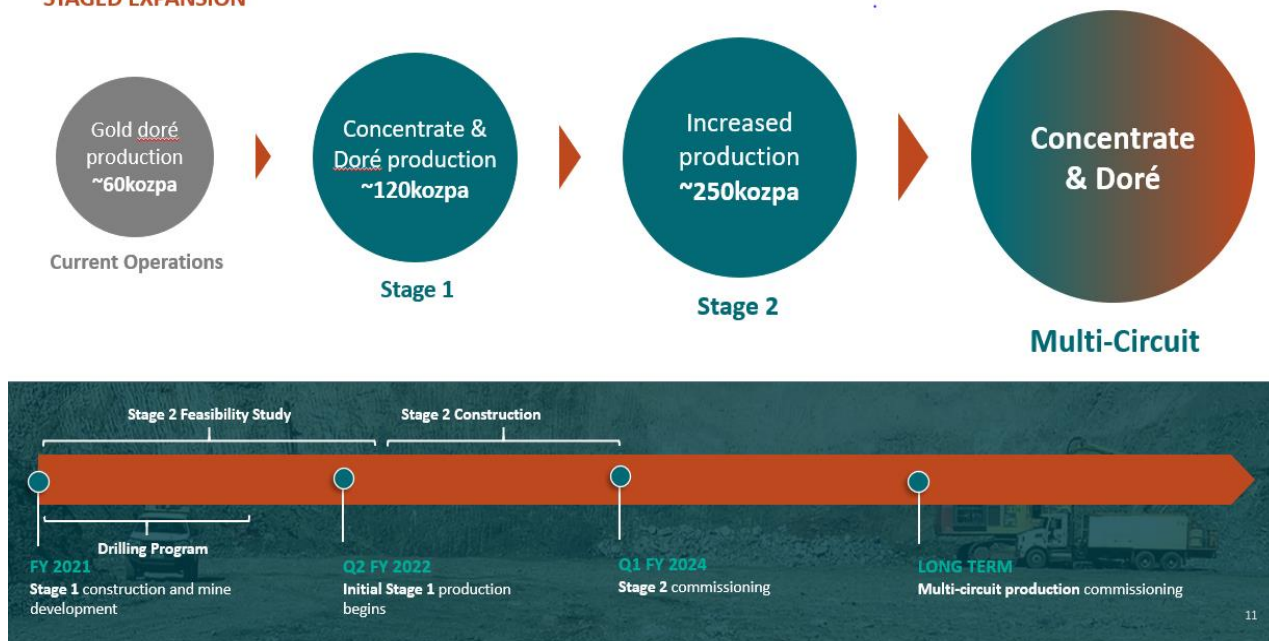 STAGED EXPANSION
Gold doré
production
~60kozpa
Current Operations
Concentrate &
Doré production
~120kozpa
Stage 1
Increased
production
~250kozpa
Stage 2
Concentrate
& Doré
Multi-Circuit
Stage 2 Feasibility Study
Stage 2 Construction
Drilling Program
FY 2021
Stage 1 construction and mine
development
Q2 FY 2022
Initial Stage 1 production
begins
Q1 FY 2024
Stage 2 commissioning
LONG TERM
Multi-circuit production commissioning
11